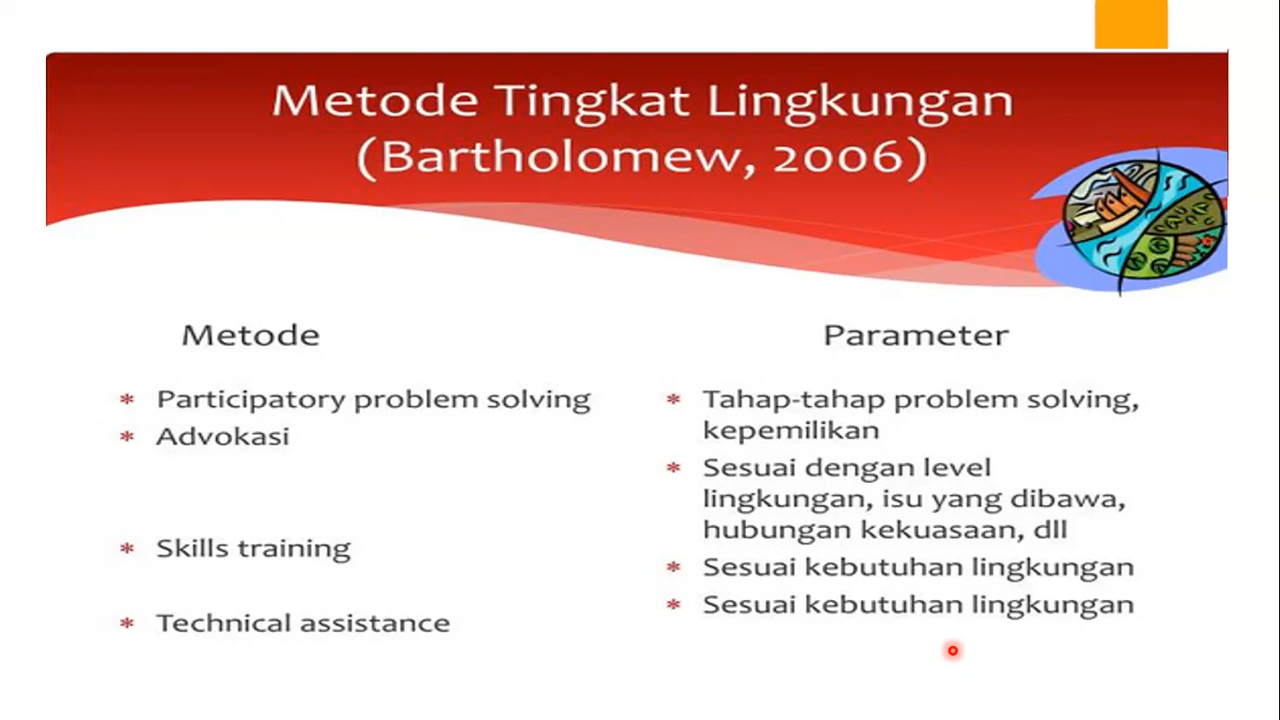 Metode Tingkat Lingkungan
(Bartholomew, 2006)
Metode
* Participatory problem solving
* Advokasi
* Skills training
* Technical assistance
Parameter
* Tahap-tahap problem solving,
kepemilikan
* Sesuai dengan level
lingkungan, isu yang dibawa,
hubungan kekuasaan, dll
* Sesuai kebutuhan lingkungan
* Sesuai kebutuhan lingkungan